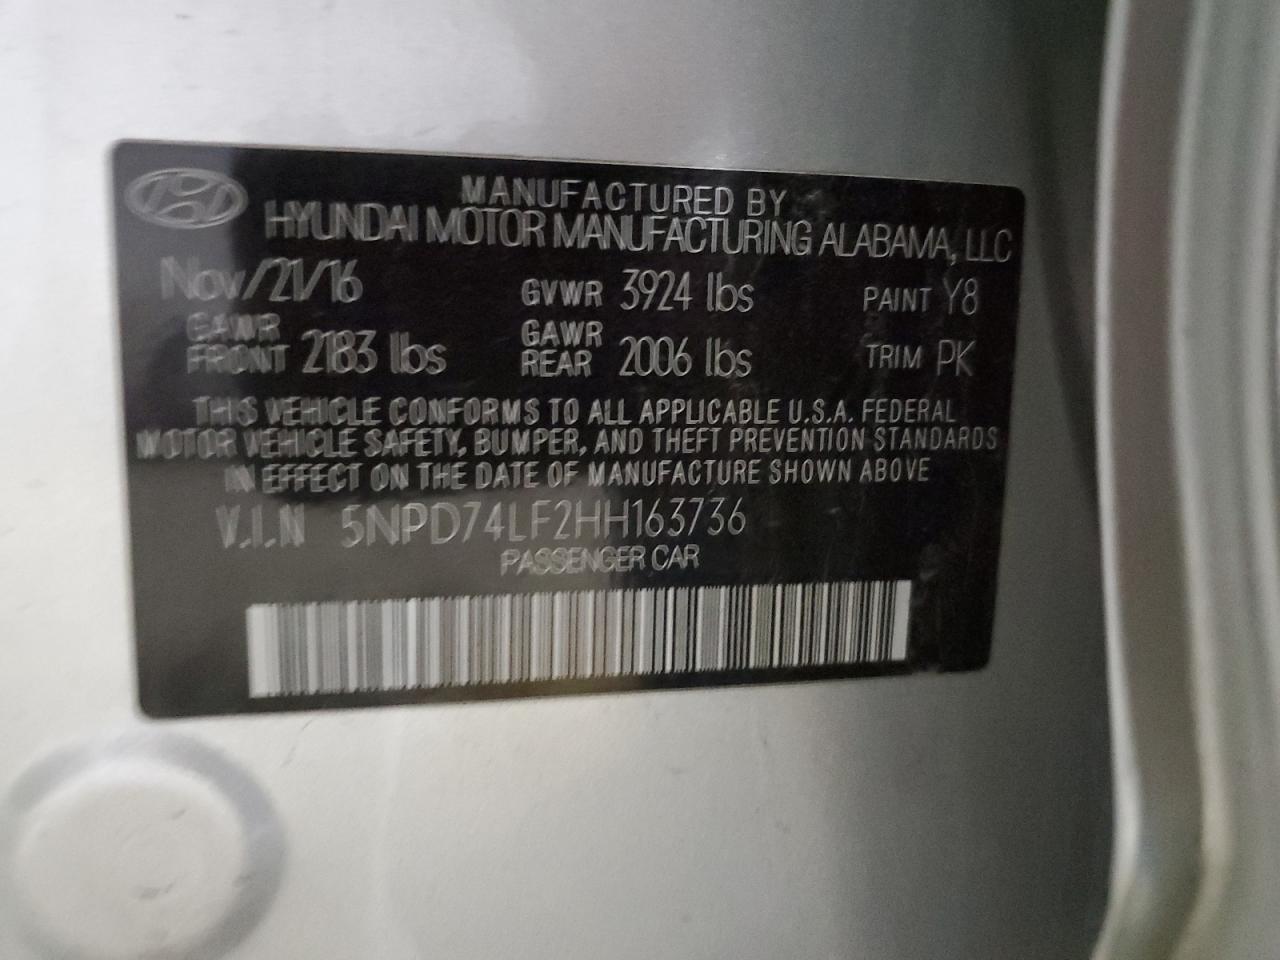 MANUFACTURED BY
HYUNDAI MOTOR MANUFACTURING ALABAMA, LLC
Nov/21/16 GVWR 3924 lbs PAINT Y8
GAWR FRONT 2183 lbs GAWR REAR 2006 lbs TRIM PK
THIS VEHICLE CONFORMS TO ALL APPLICABLE U.S.A. FEDERAL
MOTOR VEHICLE SAFETY, BUMPER, AND THEFT PREVENTION STANDARDS
IN EFFECT ON THE DATE OF MANUFACTURE SHOWN ABOVE
V.I.N 5NPD74LF2HH163736
PASSENGER CAR